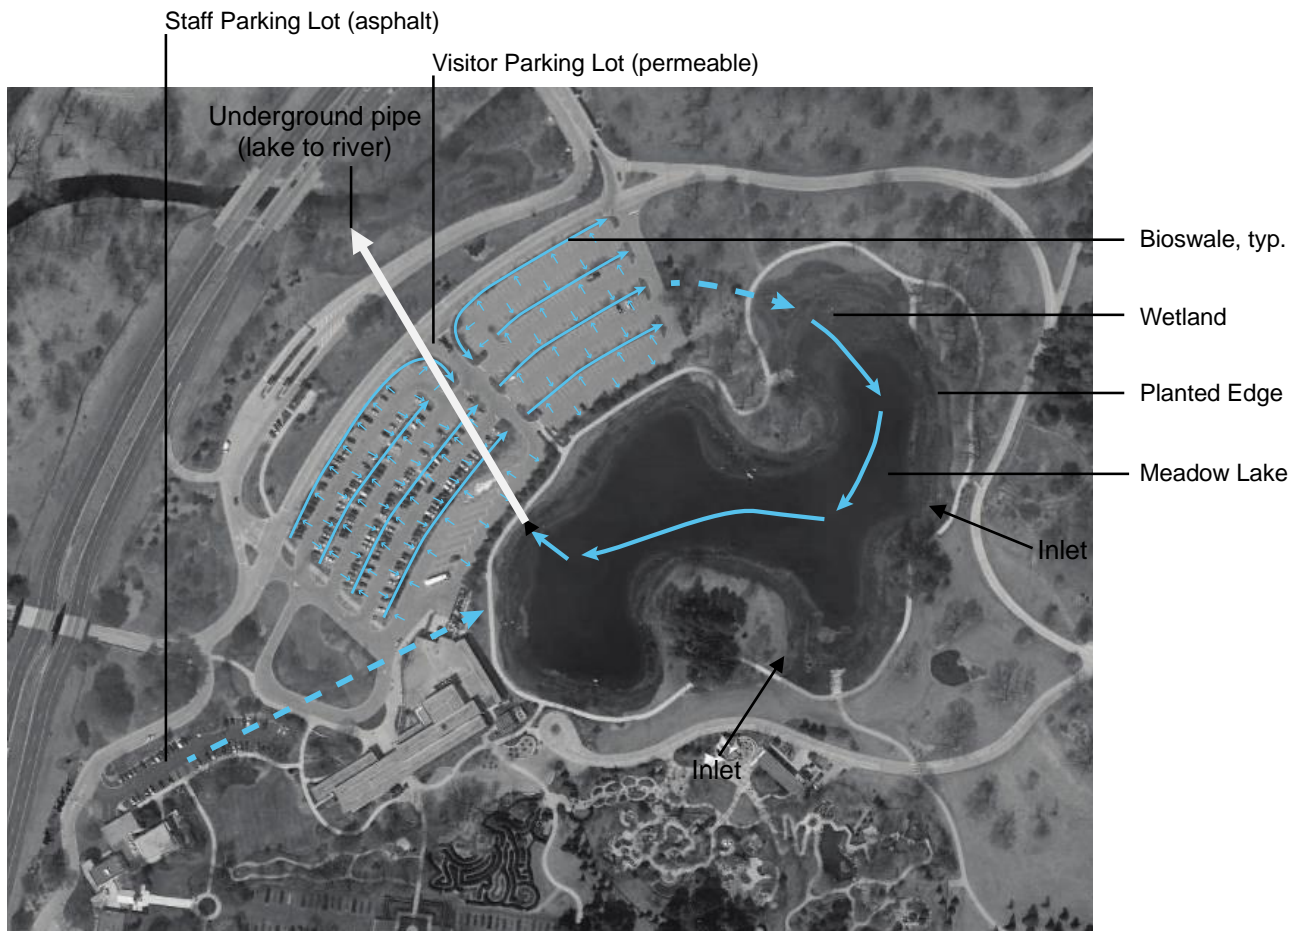 Staff Parking Lot (asphalt)
Visitor Parking Lot (permeable)
Underground pipe
(lake to river)
Bioswale, typ.
Wetland
Planted Edge
Meadow Lake
Inlet
Inlet